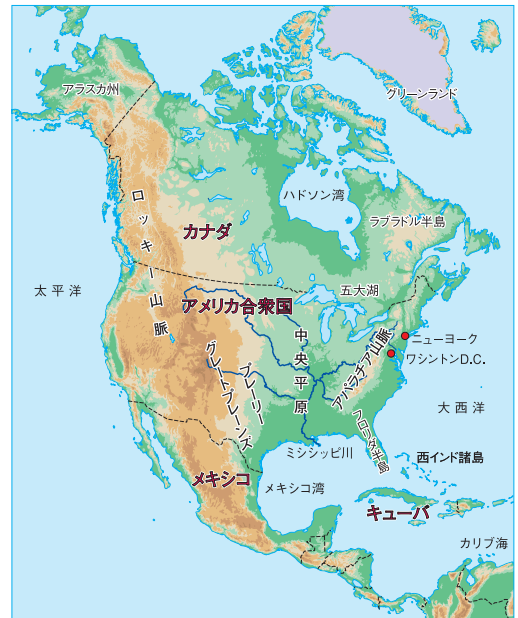 アラスカ州
グリーンランド
ハドソン湾
ラブラドル半島
カナダ
ロッキー山脈
太平洋
五大湖
アメリカ合衆国
中央平原
アパラチア山脈
ニューヨーク
ワシントンD.C.
プレーリー
グレートプレーンズ
大西洋
フロリダ半島
ミシシッピ川
西インド諸島
メキシコ
メキシコ湾
キューバ
カリブ海